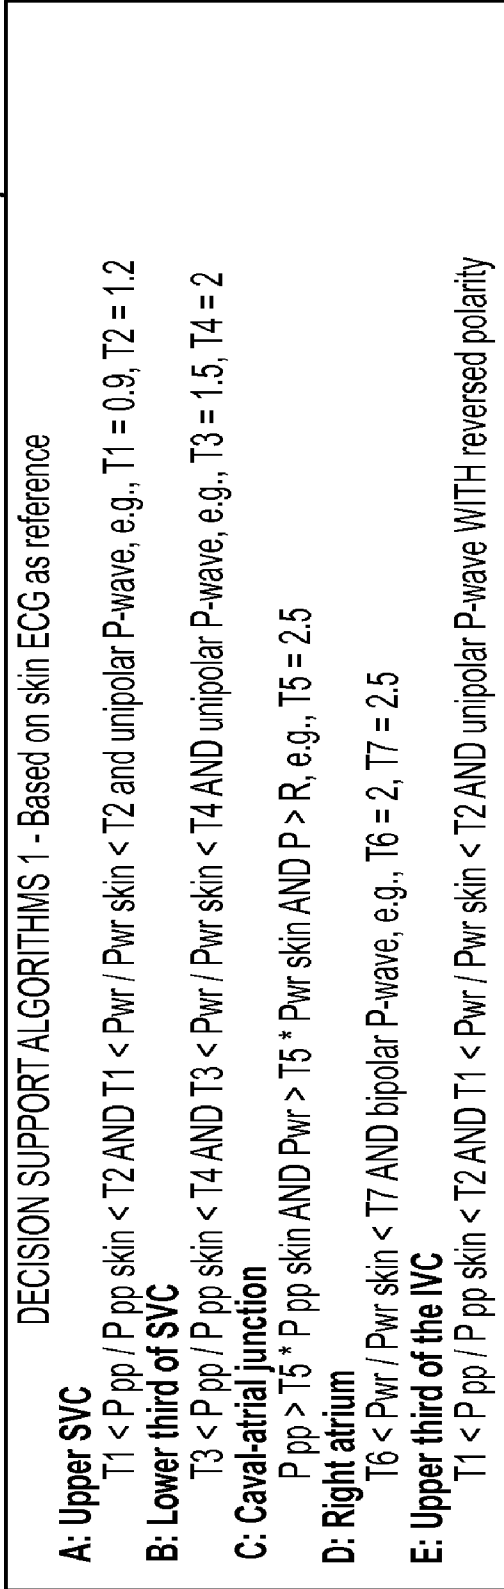 DECISION SUPPORT ALGORITHMS 1 - Based on skin ECG as reference
A: Upper SVC
T1 < P pp / P pp skin < T2 AND T1 < Pwr / Pwr skin < T2 and unipolar P-wave, e.g., T1 = 0.9, T2 = 1.2
B: Lower third of SVC
T3 < P pp / P pp skin < T4 AND T3 < Pwr / Pwr skin < T4 AND unipolar P-wave, e.g., T3 = 1.5, T4 = 2
C: Caval-atrial junction
P pp > T5 * P pp skin AND Pwr > T5 * Pwr skin AND P > R, e.g., T5 = 2.5
D: Right atrium
T6 < Pwr / Pwr skin < T7 AND bipolar P-wave, e.g., T6 = 2, T7 = 2.5
E: Upper third of the IVC
T1 < P pp / P pp skin < T2 AND T1 < Pwr / Pwr skin < T2 AND unipolar P-wave WITH reversed polarity